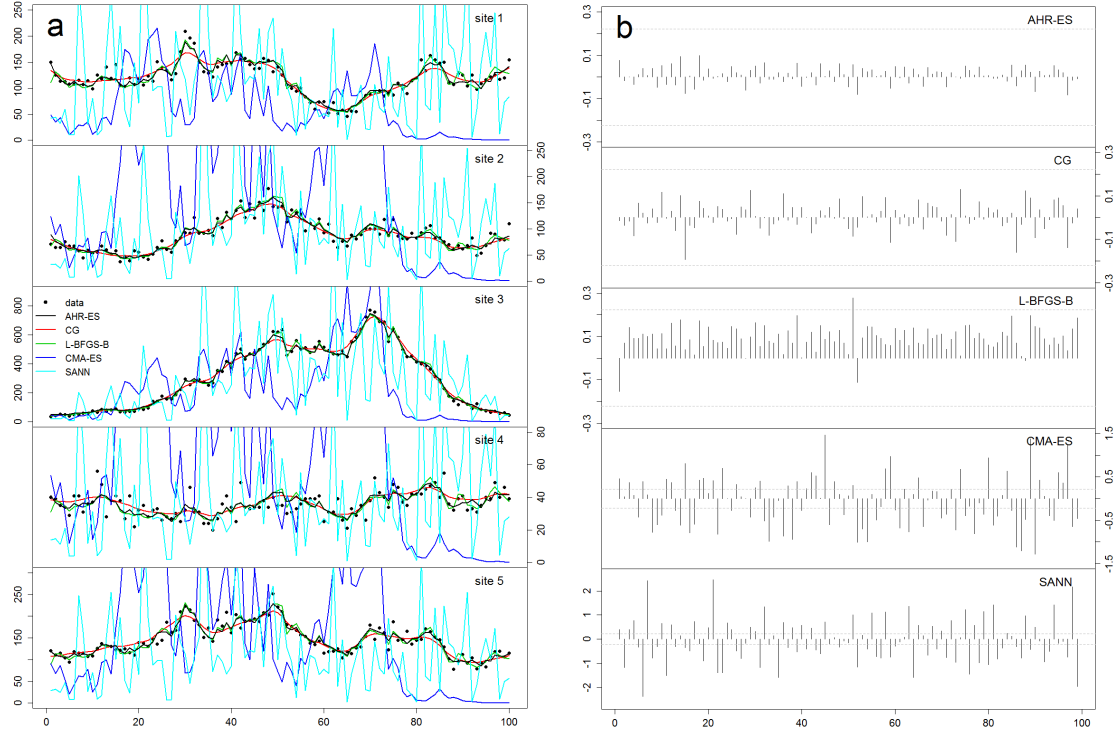 a
site 1
250
200
150
100
50
0
site 2
250
200
150
100
50
0
site 3
800
600
400
200
0
data
AHR-ES
CG
L-BFGS-B
CMA-ES
SANN
site 4
80
60
40
20
0
site 5
250
150
100
50
0
0 20 40 60 80 100
b
AHR-ES
0.3
0.1
-0.1
-0.3
CG
0.3
0.1
-0.1
-0.3
L-BFGS-B
0.3
0.1
-0.1
-0.3
CMA-ES
1.5
0.5
-0.5
-1.5
SANN
2
1
0
-1
-2
0 20 40 60 80 100